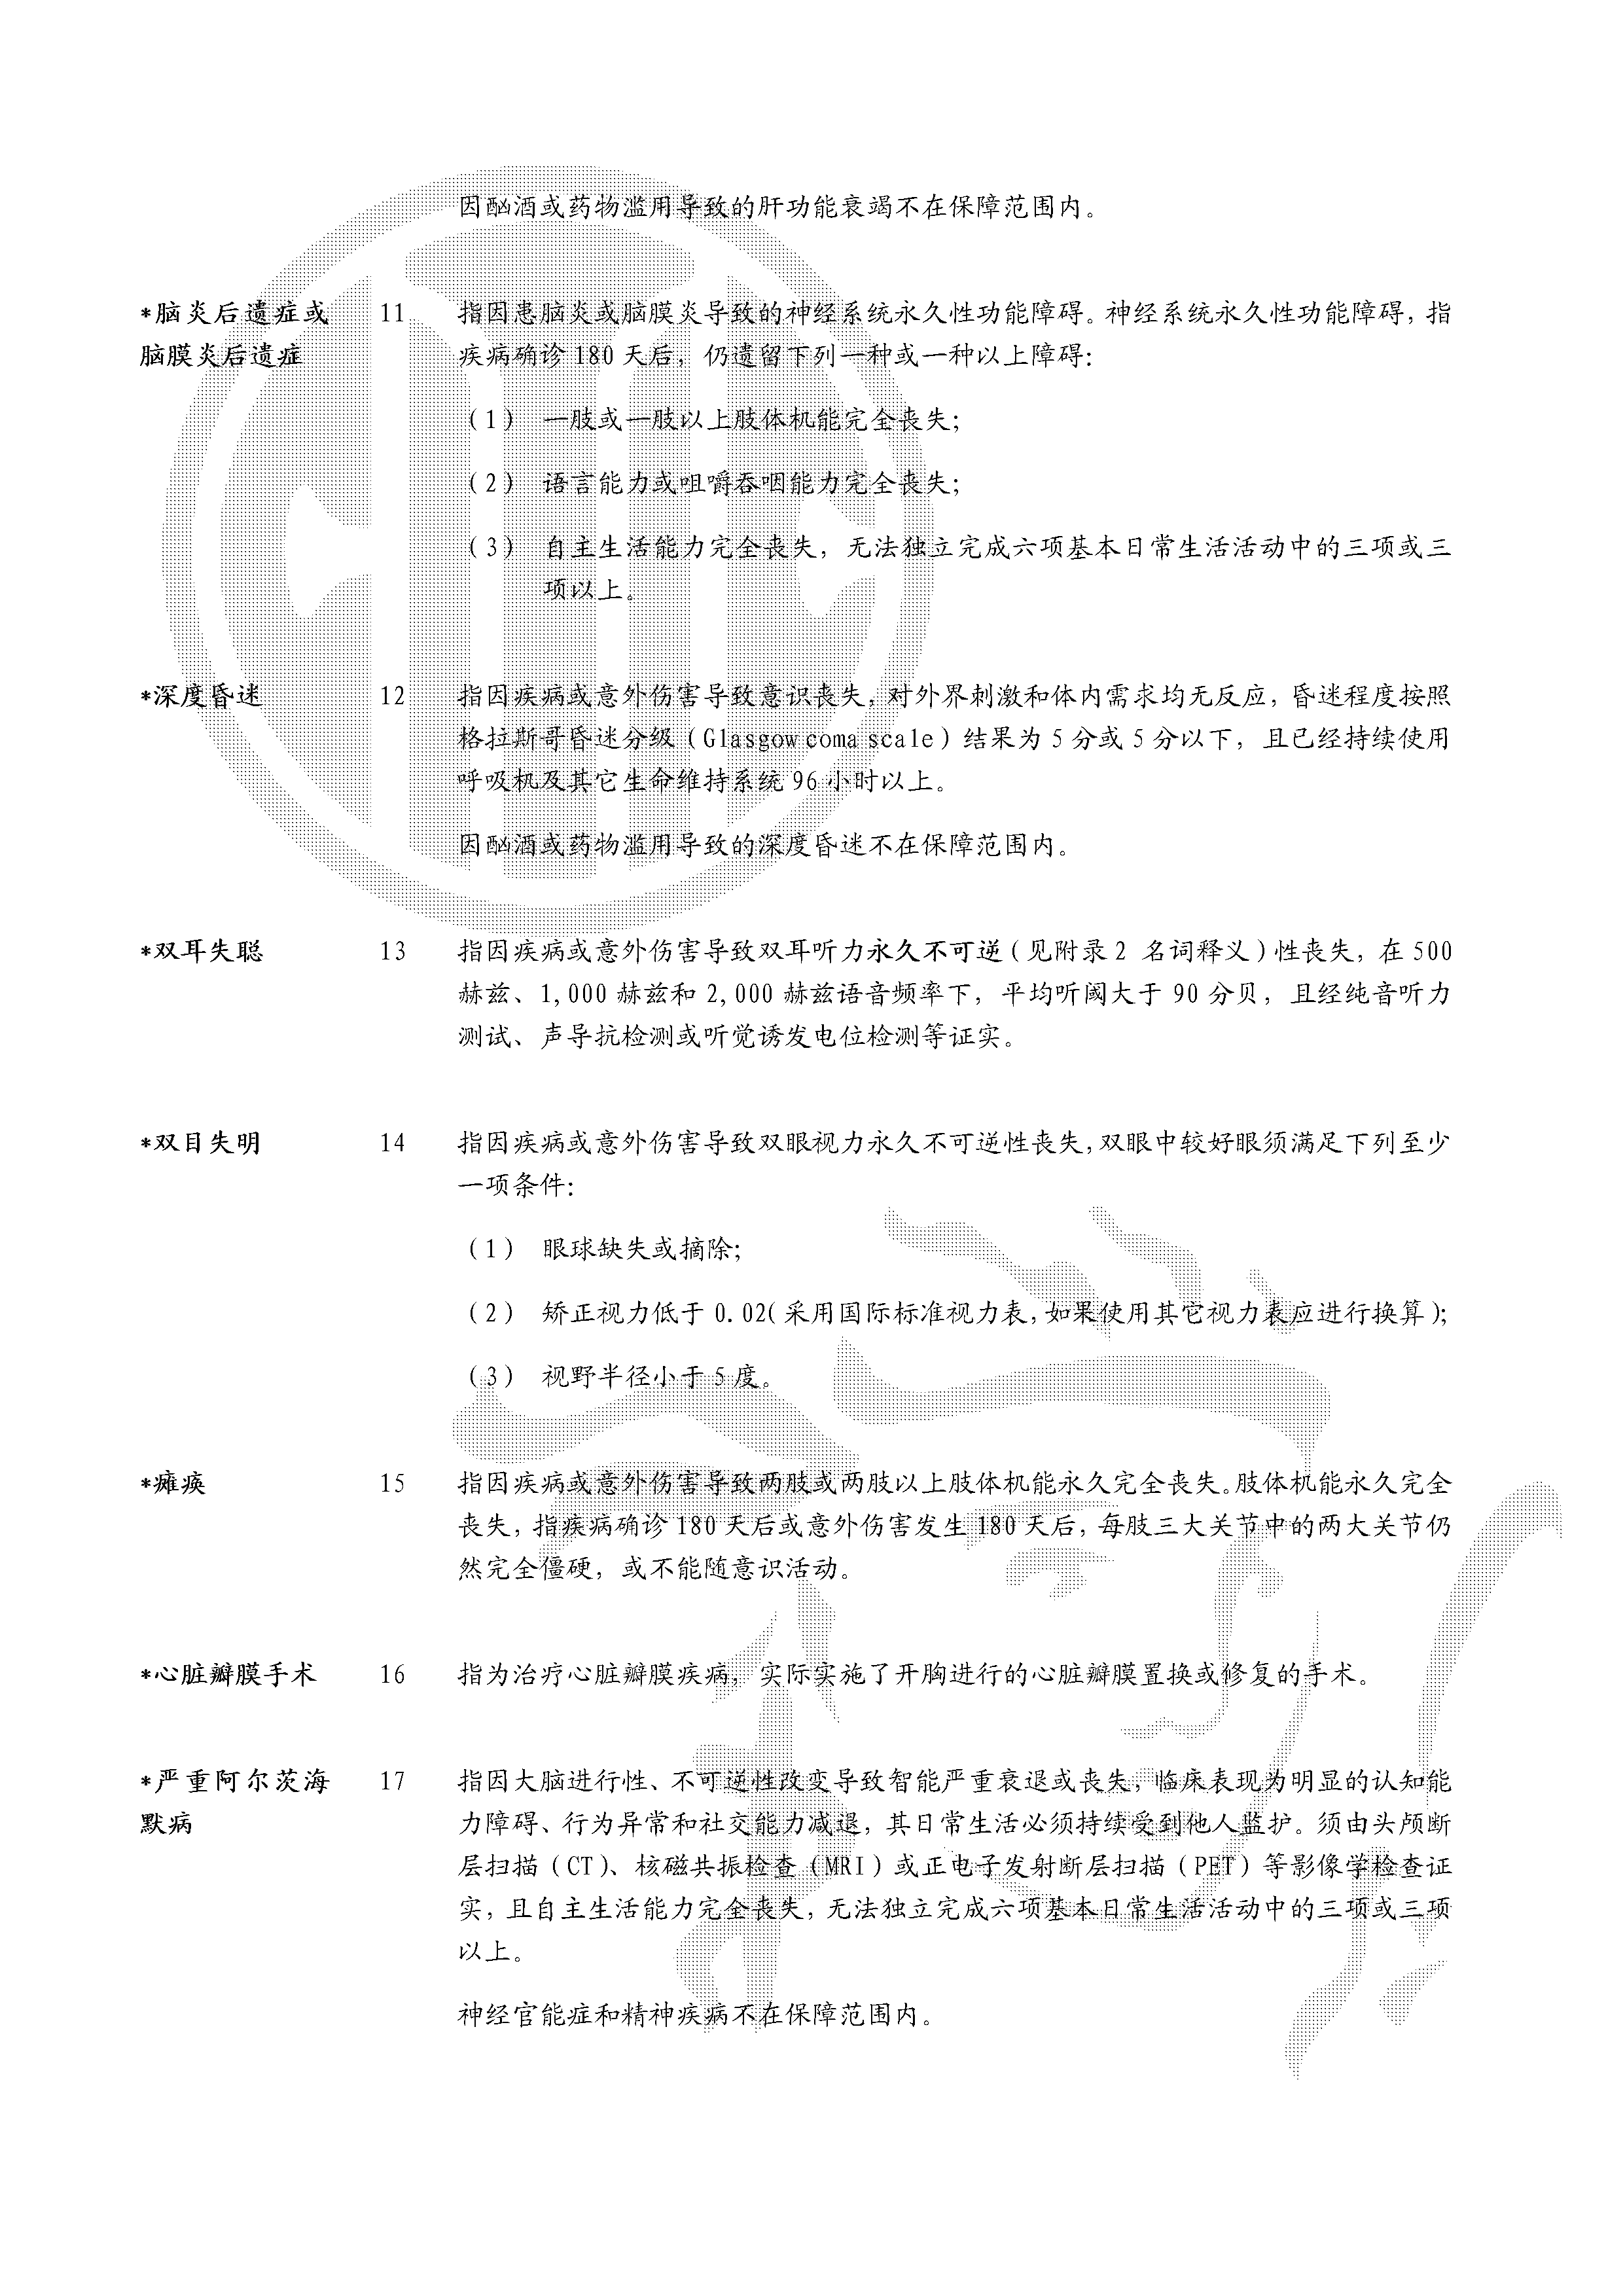 因酗酒或药物滥用导致的肝功能衰竭不在保障范围内。
*脑炎后遗症或 11 指因患脑炎或脑膜炎导致的神经系统永久性功能障碍。神经系统永久性功能障碍，指
脑膜炎后遗症 疾病确诊 180 天后，仍遗留下列一种或一种以上障碍：
（1） 一肢或一肢以上肢体机能完全丧失；
（2） 语言能力或咀嚼吞咽能力完全丧失；
（3） 自主生活能力完全丧失，无法独立完成六项基本日常生活活动中的三项或三
项以上。
*深度昏迷 12 指因疾病或意外伤害导致意识丧失，对外界刺激和体内需求均无反应，昏迷程度按照
格拉斯哥昏迷分级（Glasgow coma scale）结果为 5 分或 5 分以下，且已经持续使用
呼吸机及其它生命维持系统 96 小时以上。
因酗酒或药物滥用导致的深度昏迷不在保障范围内。
*双耳失聪 13 指因疾病或意外伤害导致双耳听力永久不可逆（见附录 2 名词释义）性丧失，在 500
赫兹、1,000 赫兹和 2,000 赫兹语音频率下，平均听阈大于 90 分贝，且经纯音听力
测试、声导抗检测或听觉诱发电位检测等证实。
*双目失明 14 指因疾病或意外伤害导致双眼视力永久不可逆性丧失，双眼中较好眼须满足下列至少
一项条件：
（1） 眼球缺失或摘除；
（2） 矫正视力低于 0.02（采用国际标准视力表，如果使用其它视力表应进行换算）；
（3） 视野半径小于 5 度。
*瘫痪 15 指因疾病或意外伤害导致两肢或两肢以上肢体机能永久完全丧失。肢体机能永久完全
丧失，指疾病确诊 180 天后或意外伤害发生 180 天后，每肢三大关节中的两大关节仍
然完全僵硬，或不能随意识活动。
*心脏瓣膜手术 16 指为治疗心脏瓣膜疾病，实际实施了开胸进行的心脏瓣膜置换或修复的手术。
*严重阿尔茨海 17 指因大脑进行性、不可逆性改变导致智能严重衰退或丧失，临床表现为明显的认知能
默病 力障碍、行为异常和社交能力减退，其日常生活必须持续受到他人监护。须由头颅断
层扫描（CT）、核磁共振检查（MRI）或正电子发射断层扫描（PET）等影像学检查证
实，且自主生活能力完全丧失，无法独立完成六项基本日常生活活动中的三项或三项
以上。
神经官能症和精神疾病不在保障范围内。